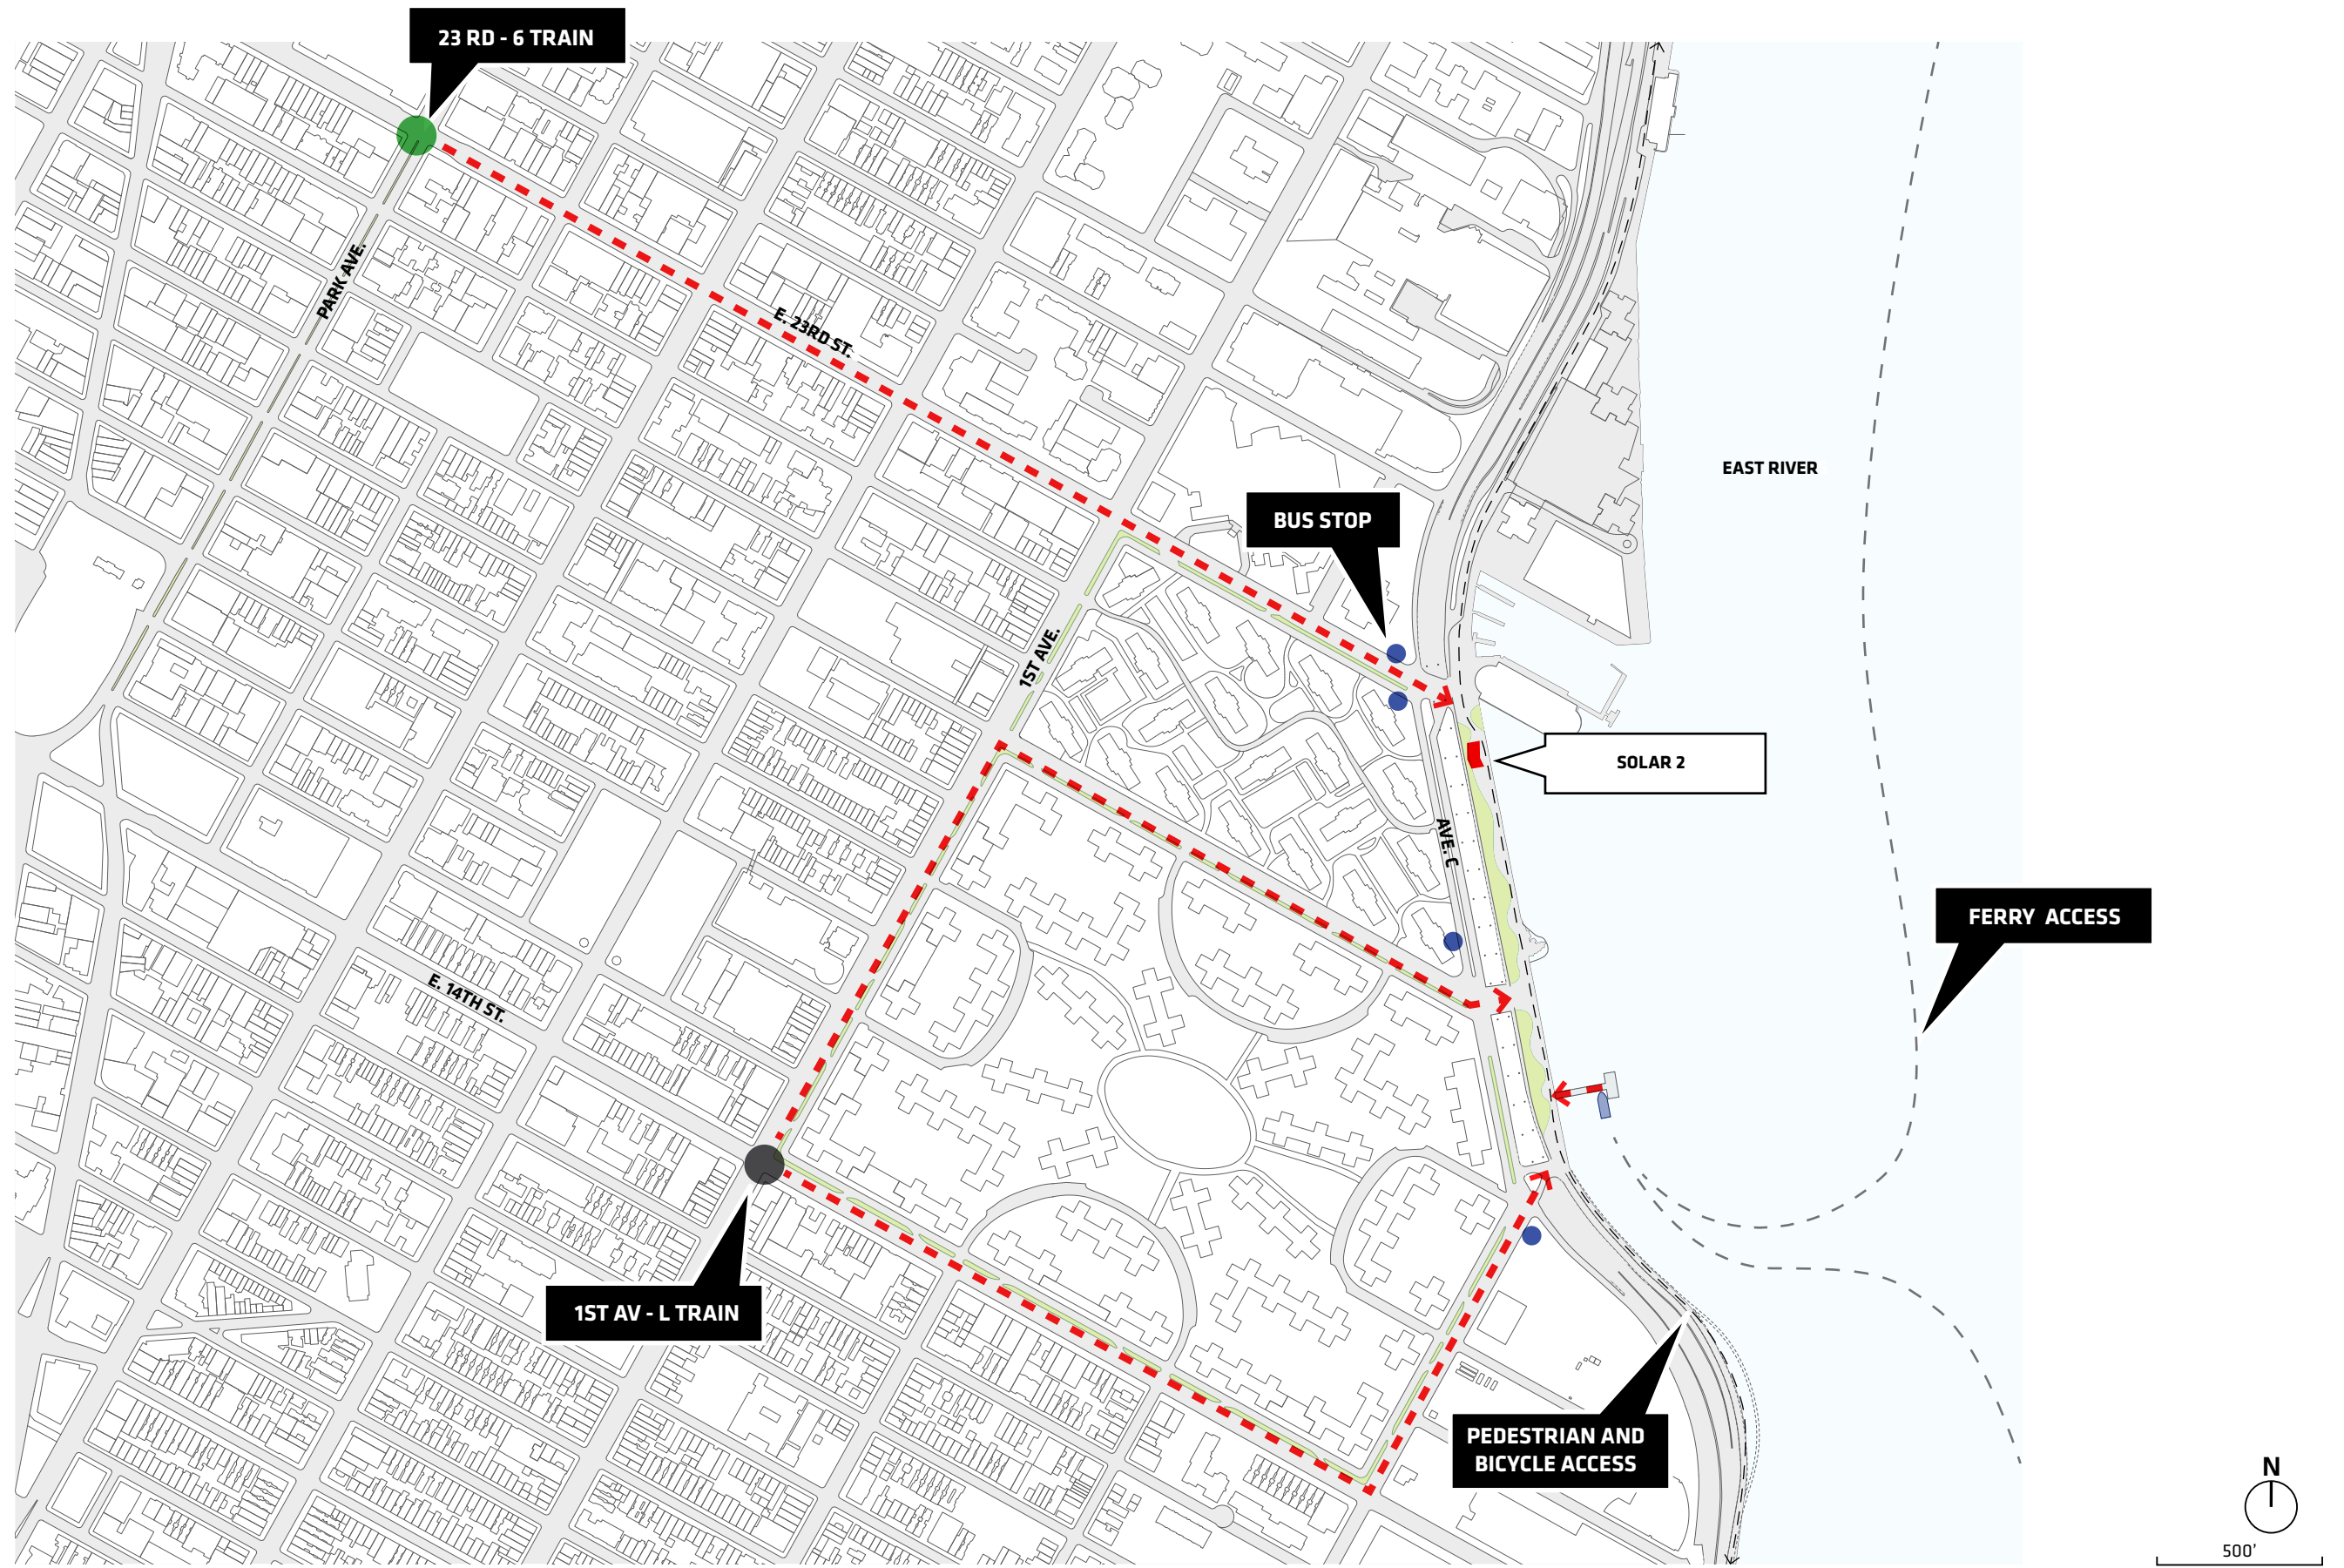 23 RD - 6 TRAIN
PARK AVE.
E. 23RD ST.
EAST RIVER
BUS STOP
1ST AVE.
SOLAR 2
AVE. C
FERRY ACCESS
E. 14TH ST.
1ST AV - L TRAIN
PEDESTRIAN AND
BICYCLE ACCESS
N
500'